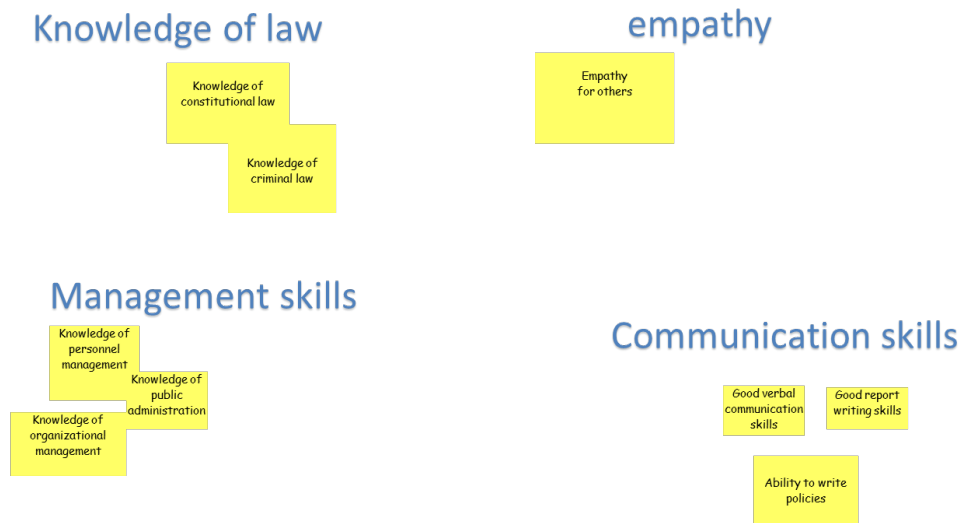 Knowledge of law
Knowledge of
constitutional law
Knowledge of
criminal law
empathy
Empathy
for others
Management skills
Knowledge of
personnel
management
Knowledge of
public
administration
Knowledge of
organizational
management
Communication skills
Good verbal
communication
skills
Good report
writing skills
Ability to write
policies